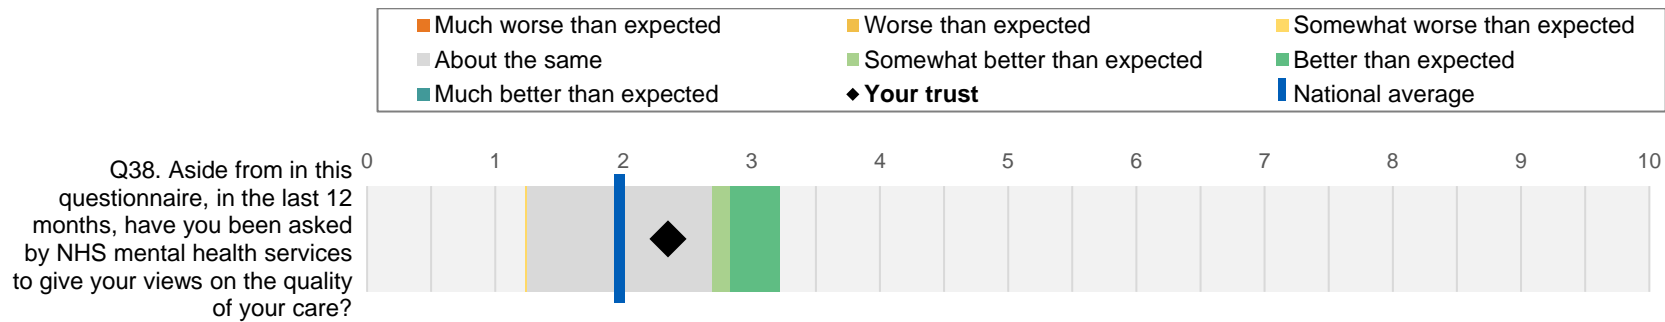 Much worse than expected
Worse than expected
Somewhat worse than expected
About the same
Somewhat better than expected
Better than expected
Much better than expected
Your trust
National average
0 1 2 3 4 5 6 7 8 9 10
Q38. Aside from in this
questionnaire, in the last 12
months, have you been asked
by NHS mental health services
to give your views on the quality
of your care?